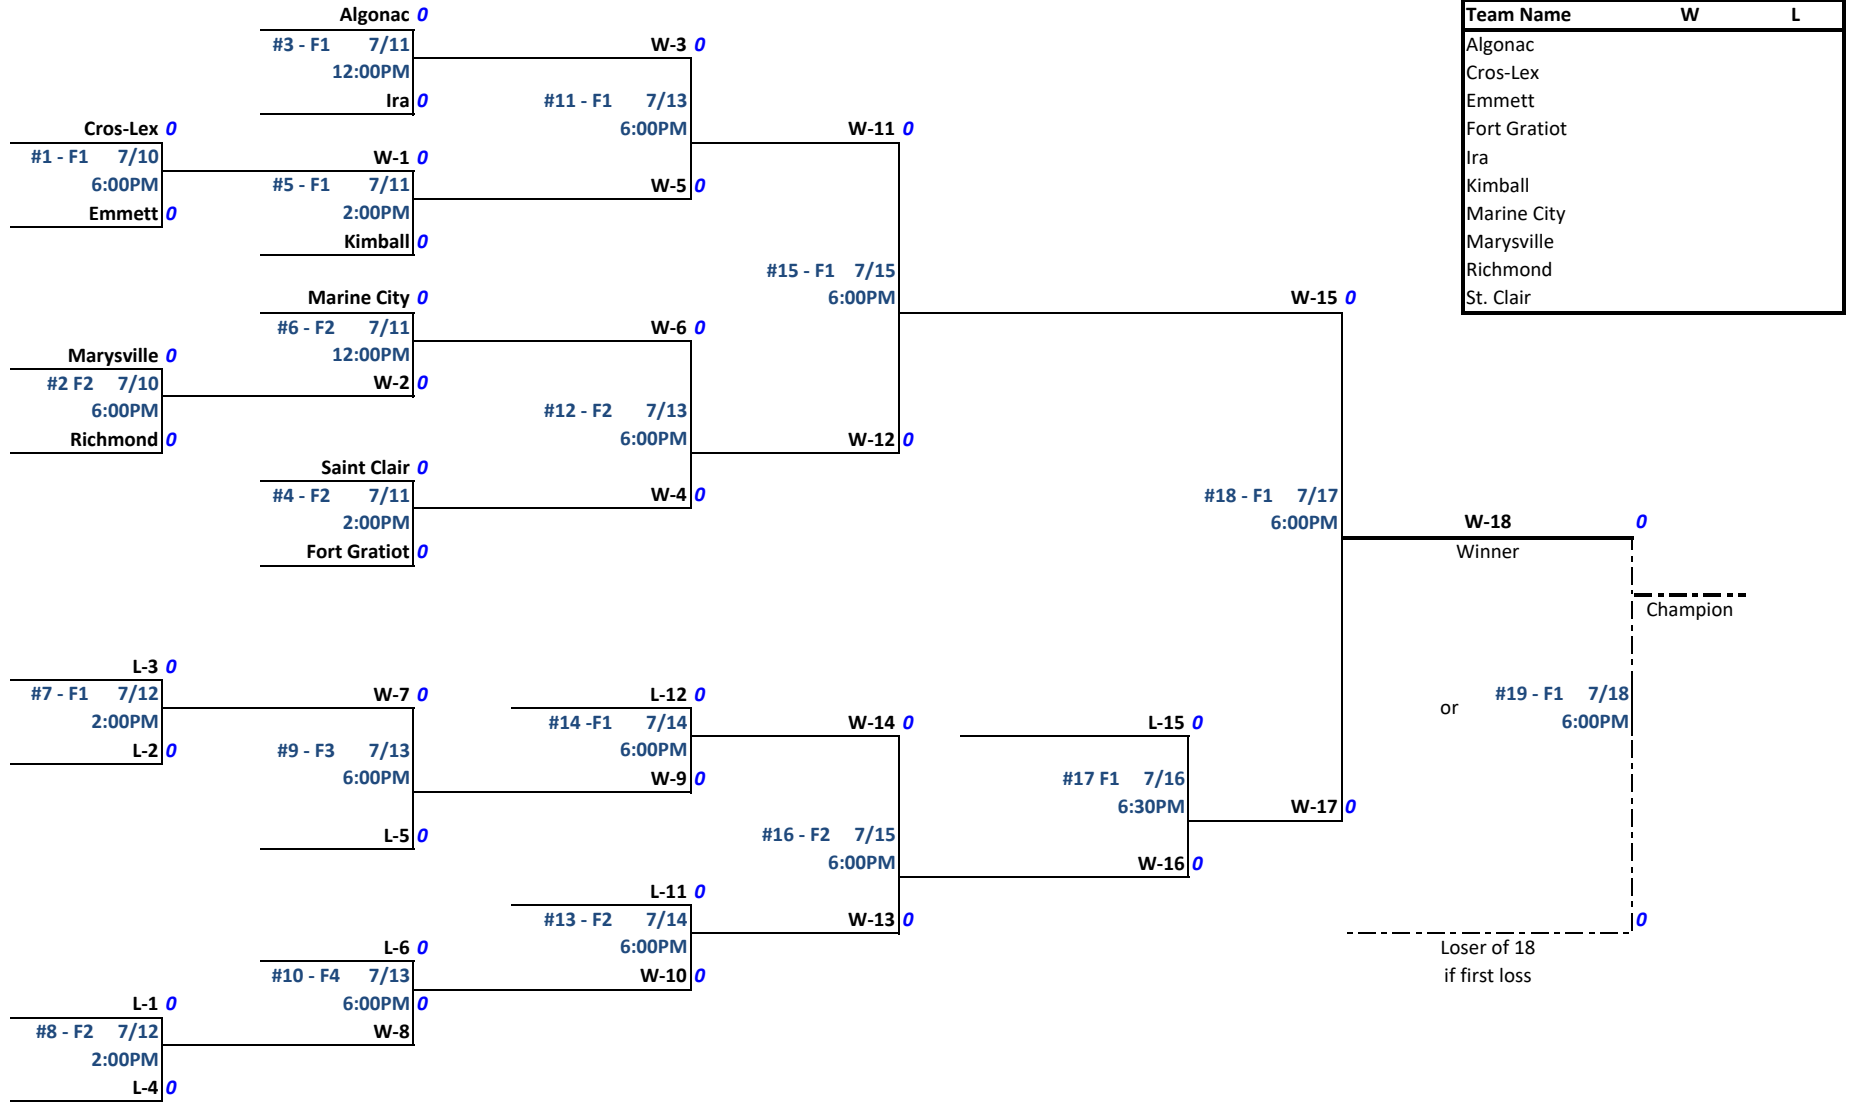 Algonac 0
#3 - F1 7/11
12:00PM
Ira 0
Cros-Lex 0
#1 - F1 7/10
6:00PM
Emmett 0
W-1 0
#5 - F1 7/11
2:00PM
Kimball 0
W-3 0
#11 - F1 7/13
6:00PM
W-5 0
Marine City 0
#6 - F2 7/11
12:00PM
W-2 0
Marysville 0
#2 F2 7/10
6:00PM
Richmond 0
Saint Clair 0
#4 - F2 7/11
2:00PM
Fort Gratiot 0
W-6 0
#12 - F2 7/13
6:00PM
W-4 0
W-11 0
#15 - F1 7/15
6:00PM
W-12 0
W-15 0
#18 - F1 7/17
6:00PM
W-17 0
Team Name W L
Algonac
Cros-Lex
Emmett
Fort Gratiot
Ira
Kimball
Marine City
Marysville
Richmond
St. Clair
W-18 0
Winner
Champion
or
#19 - F1 7/18
6:00PM
0
Loser of 18
if first loss
L-3 0
#7 - F1 7/12
2:00PM
L-2 0
W-7 0
#9 - F3 7/13
6:00PM
L-5 0
L-12 0
#14 -F1 7/14
6:00PM
W-9 0
W-14 0
#16 - F2 7/15
6:00PM
W-13 0
L-15 0
#17 F1 7/16
6:30PM
W-16 0
L-11 0
#13 - F2 7/14
6:00PM
W-10 0
L-6 0
#10 - F4 7/13
6:00PM 0
W-8
L-1 0
#8 - F2 7/12
2:00PM
L-4 0